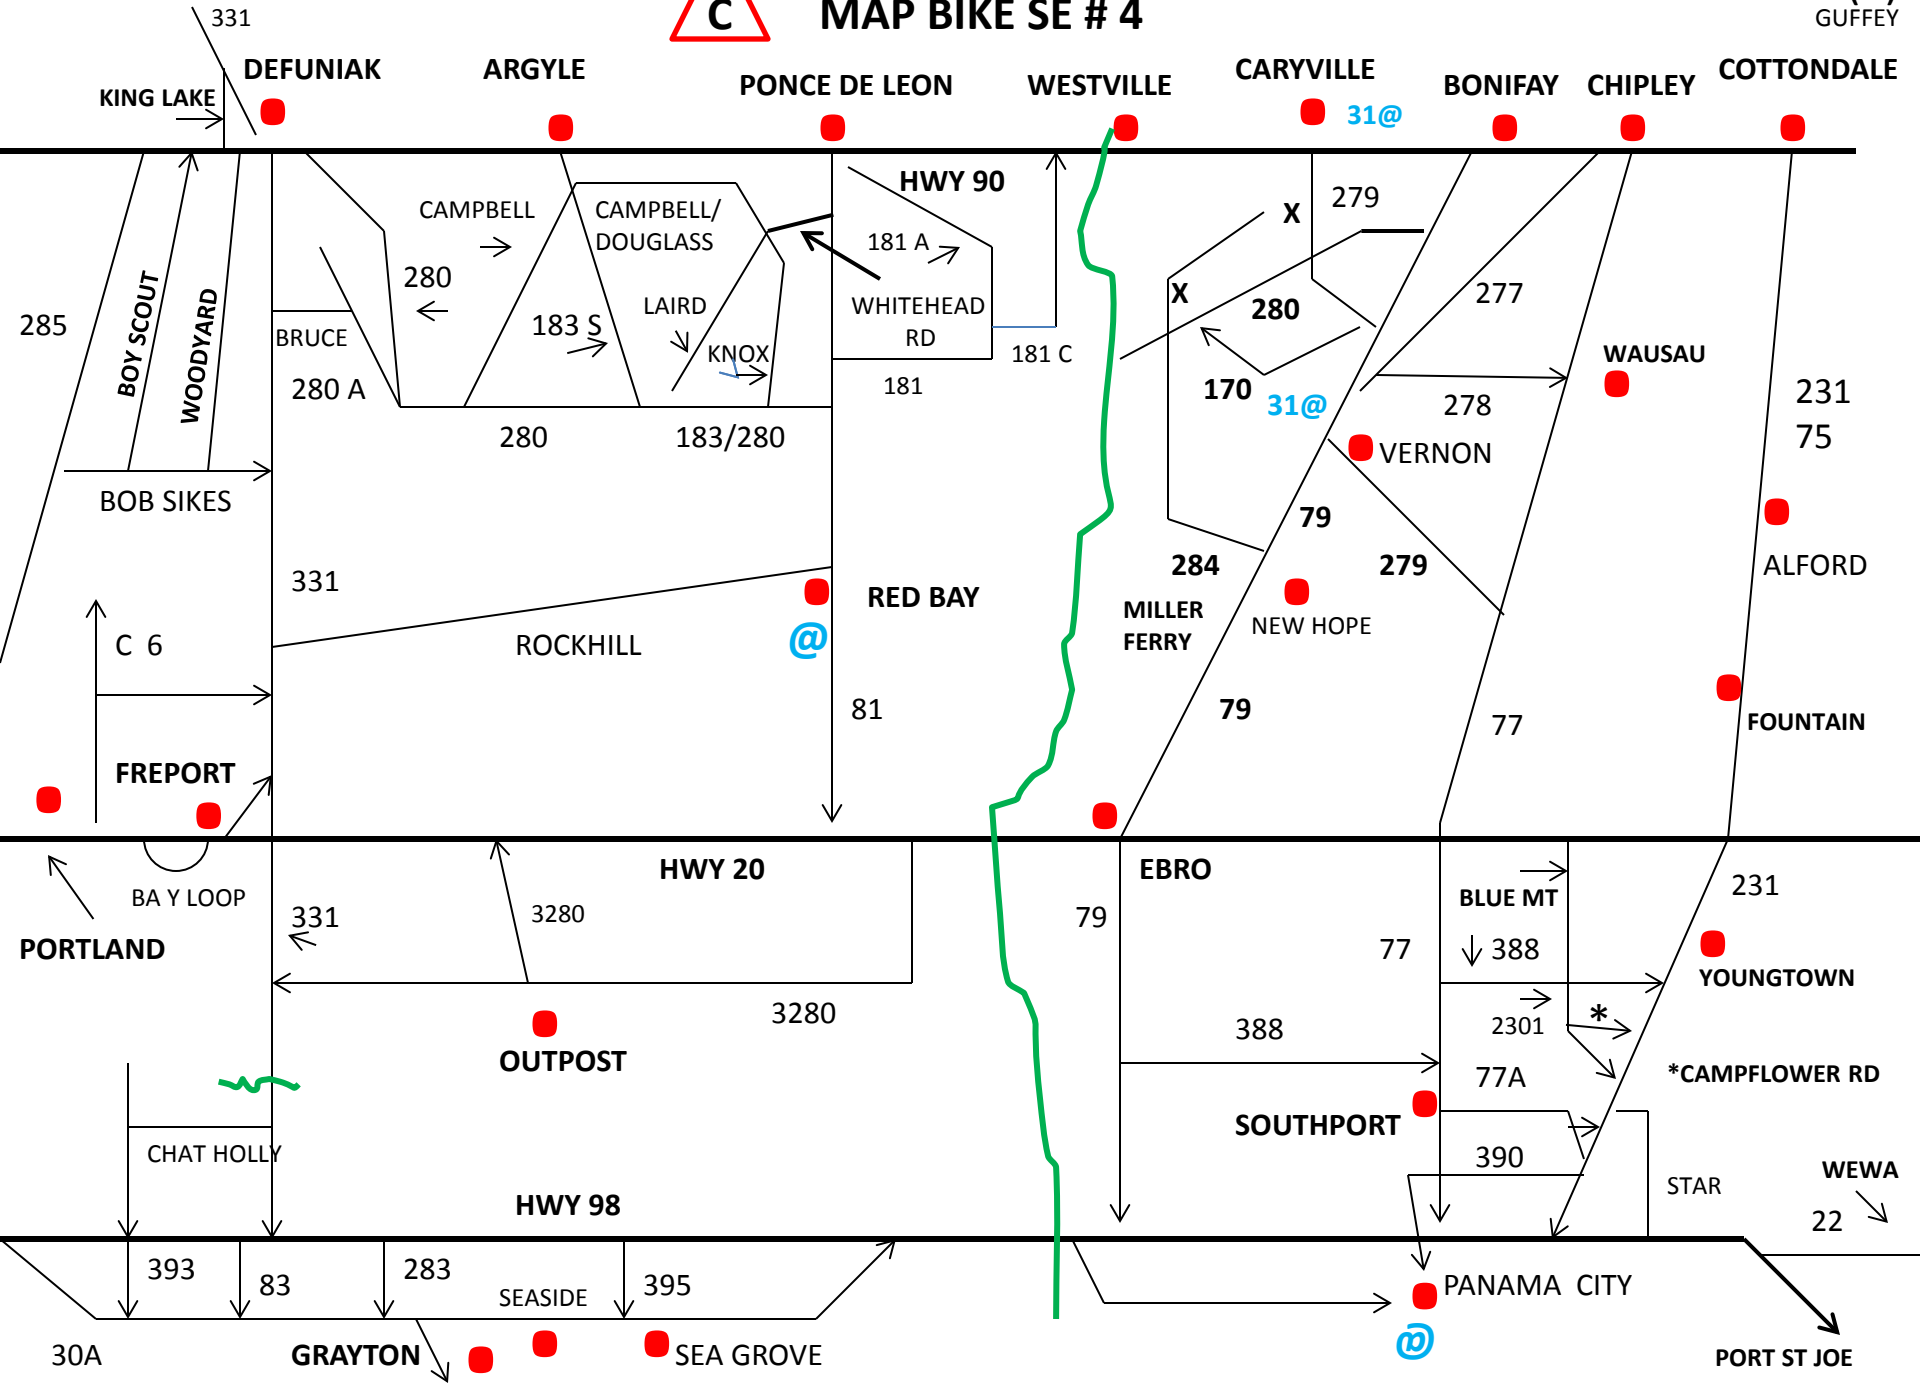 331
C
MAP BIKE SE # 4
GUFFEY
DEFUNIAK
ARGYLE
PONCE DE LEON
WESTVILLE
CARYVILLE
BONIFAY
CHIPLEY
COTTONDALE
KING LAKE
31@
HWY 90
CAMPBELL
CAMPBELL/
DOUGLASS
181 A
X
279
280
BOY SCOUT
WOODYARD
285
BRUCE
183 S
LAIRD
KNOX
WHITEHEAD
RD
181 C
X
280
277
WAUSAU
280 A
181
170
31@
278
231
75
280
183/280
VERNON
BOB SIKES
79
331
284
279
ALFORD
RED BAY
MILLER
FERRY
NEW HOPE
C 6
ROCKHILL
@
81
79
77
FOUNTAIN
FREPORT
HWY 20
EBRO
BA Y LOOP
BLUE MT
231
331
3280
79
77
388
PORTLAND
YOUNGTOWN
3280
388
2301
*
OUTPOST
77A
*CAMPFLOWER RD
SOUTHPORT
CHAT HOLLY
390
STAR
WEWA
HWY 98
22
393
83
283
SEASIDE
395
PANAMA CITY
@
30A
GRAYTON
SEA GROVE
PORT ST JOE